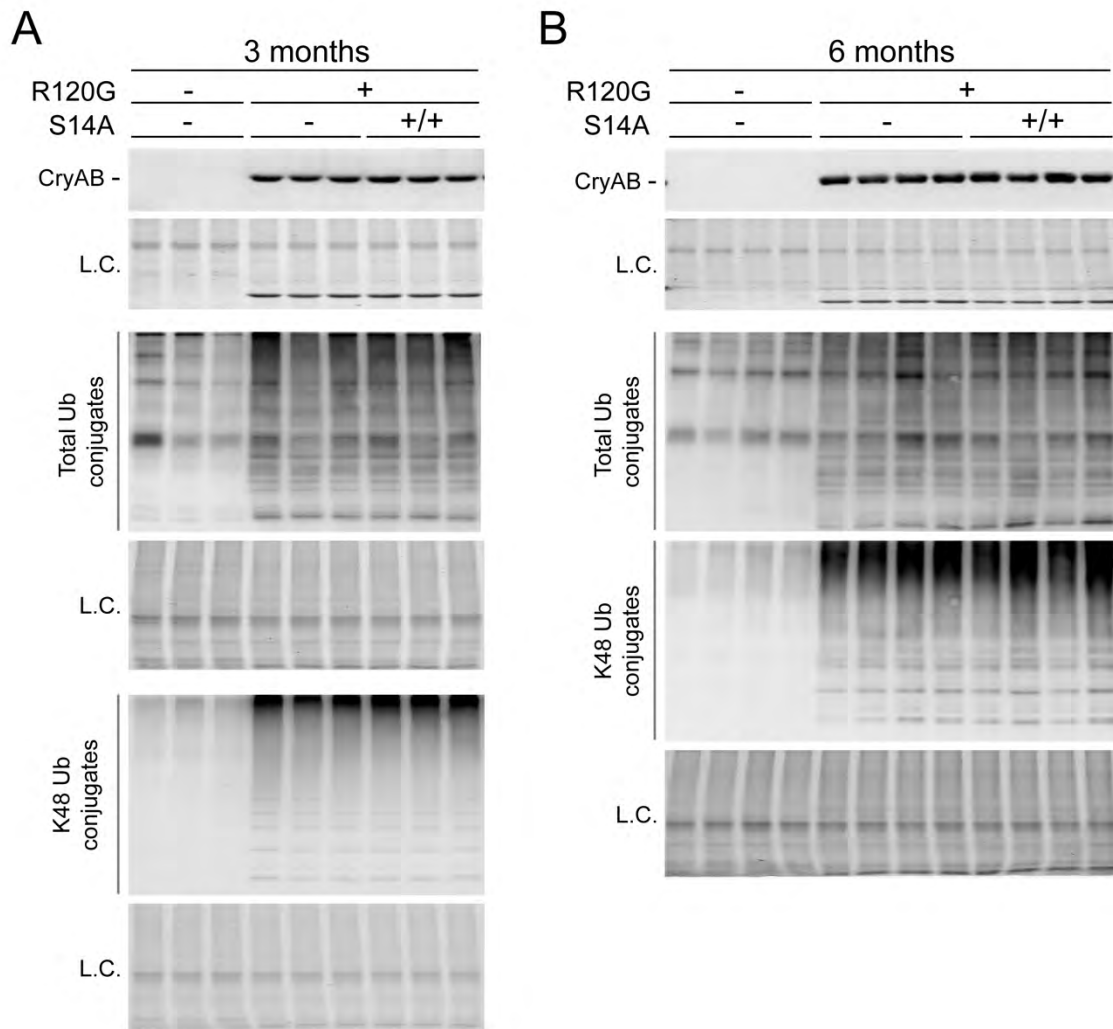 A
3 months
R120G - +
S14A - - +/+
CryAB -
L.C.
Total Ub
conjugates
L.C.
K48 Ub
conjugates
L.C.
B
6 months
R120G - +
S14A - - +/+
CryAB -
L.C.
Total Ub
conjugates
K48 Ub
conjugates
L.C.